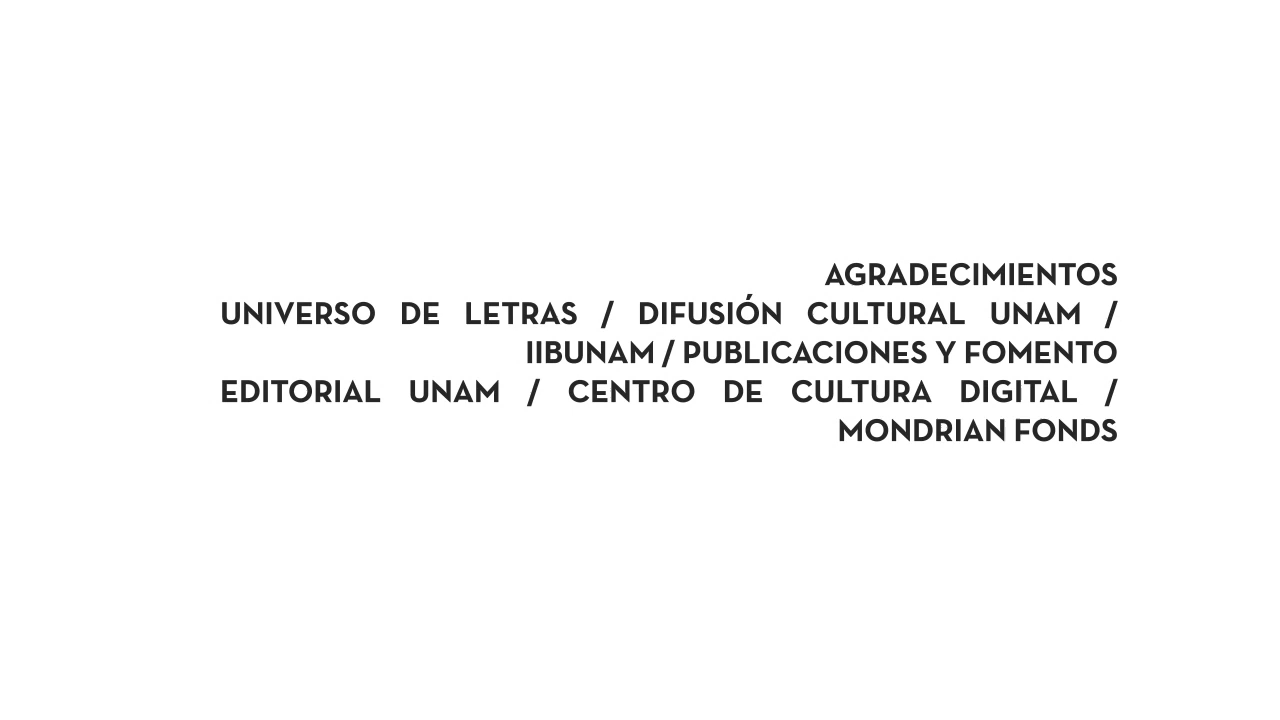 AGRADECIMIENTOS
UNIVERSO DE LETRAS / DIFUSIÓN CULTURAL UNAM /
IIBUNAM / PUBLICACIONES Y FOMENTO
EDITORIAL UNAM / CENTRO DE CULTURA DIGITAL /
MONDRIAN FONDS